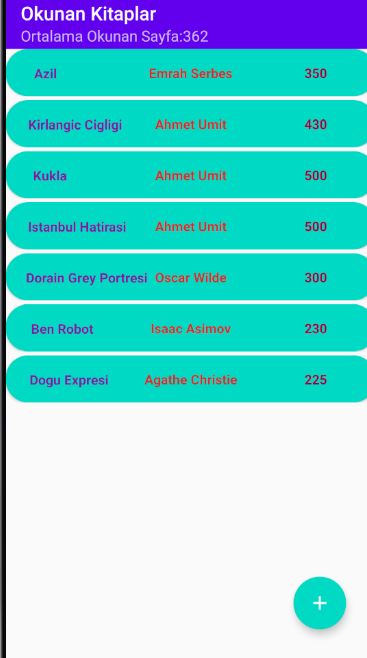 Okunan Kitaplar
Ortalama Okunan Sayfa:362
Azil Emrah Serbes 350
Kirlangic Cigligi Ahmet Umit 430
Kukla Ahmet Umit 500
Istanbul Hatirasi Ahmet Umit 500
Dorain Grey Portresi Oscar Wilde 300
Ben Robot Isaac Asimov 230
Dogu Expresi Agathe Christie 225
+